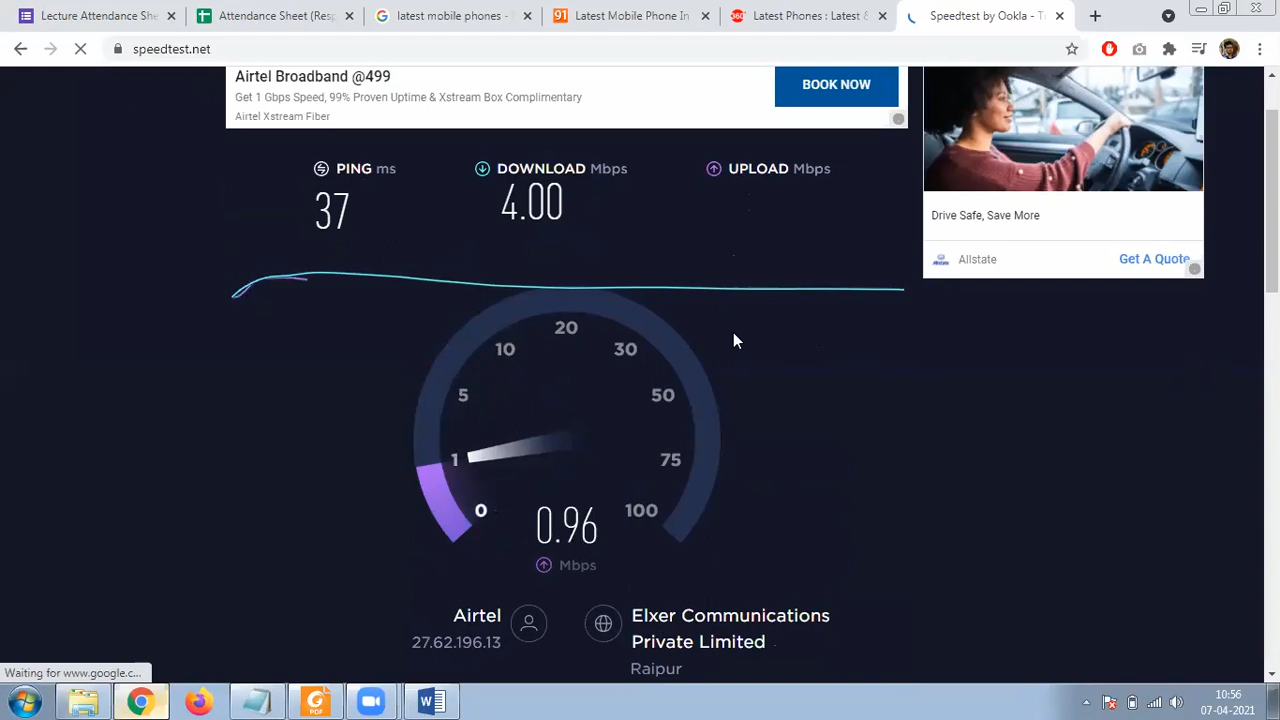 Lecture Attendance She
Attendance Sheet (Resp
latest mobile phones -
Latest Mobile Phone In
Latest Phones : Latest &
Speedtest by Ookla - T
speedtest.net
Airtel Broadband @499
Get 1 Gbps Speed, 99% Proven Uptime & Xstream Box Complimentary
Airtel Xstream Fiber
BOOK NOW
PING ms
37
DOWNLOAD Mbps
4.00
UPLOAD Mbps
Drive Safe, Save More
Allstate
Get A Quote
0
1
5
10
20
30
50
75
100
0.96
Mbps
Airtel
27.62.196.13
Elxer Communications
Private Limited
Raipur
Waiting for www.google.c...
10:56
07-04-2021